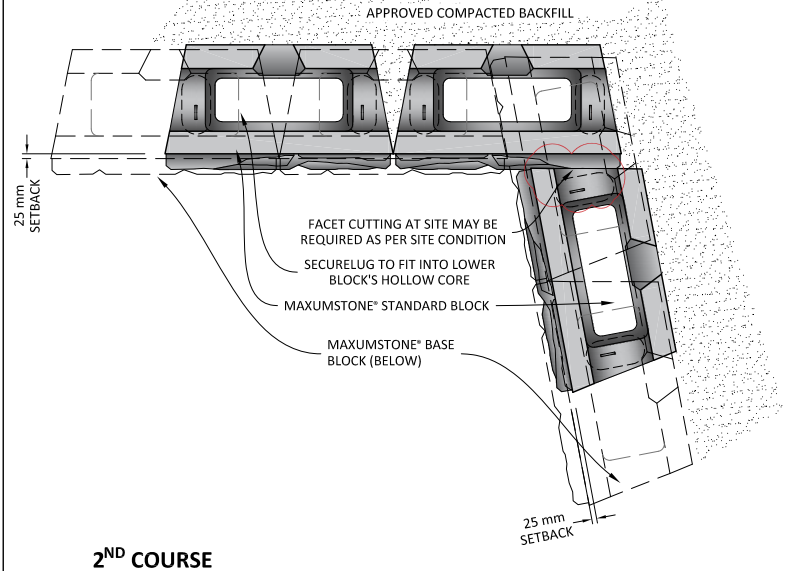 APPROVED COMPACTED BACKFILL
25 mm
SETBACK
FACET CUTTING AT SITE MAY BE
REQUIRED AS PER SITE CONDITION
SECURELUG TO FIT INTO LOWER
BLOCK'S HOLLOW CORE
MAXUMSTONE® STANDARD BLOCK
MAXUMSTONE® BASE
BLOCK (BELOW)
25 mm
SETBACK
2ND COURSE